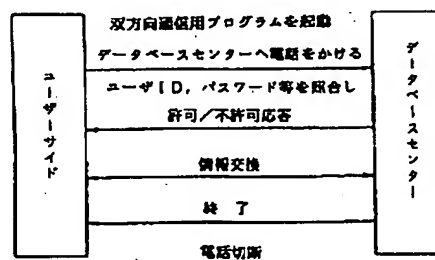 双方向通信用プログラムを起動
データベースセンターへ電話をかける
ユーザID，パスワード等を照合し
許可／不許可応答
情報交換
終 了
電話切断
ユーザーサイド
データベースセンター